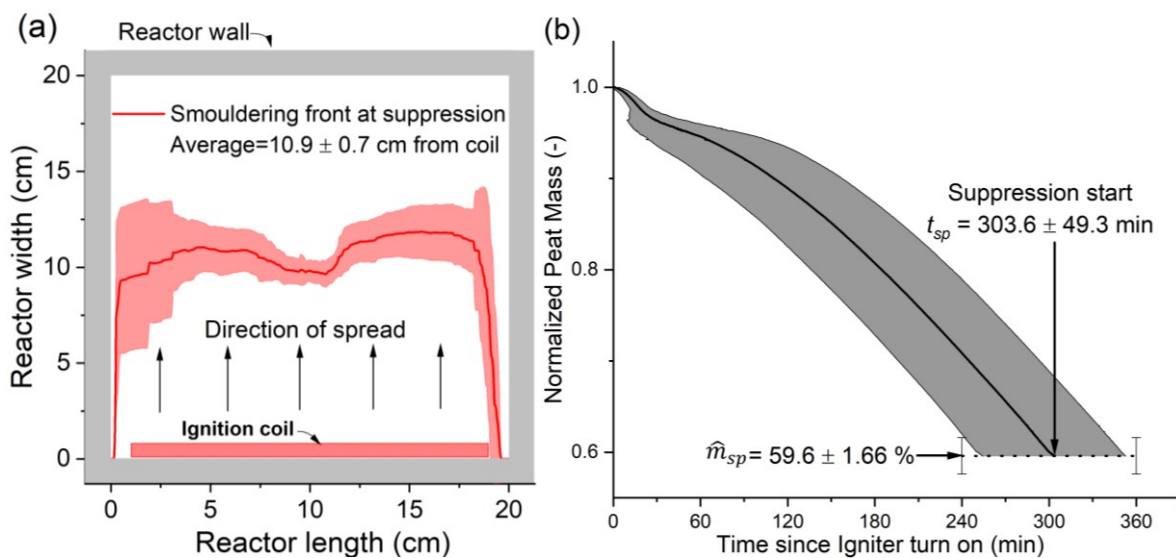 (a)
Reactor wall
20
15
10
5
0
Reactor width (cm)
Smouldering front at suppression
Average=10.9 ± 0.7 cm from coil
Direction of spread
Ignition coil
0 5 10 15 20
Reactor length (cm)
(b)
1.0
0.8
0.6
Normalized Peat Mass (-)
Suppression start
t_sp = 303.6 ± 49.3 min
m̂_sp = 59.6 ± 1.66 %
0 60 120 180 240 300 360
Time since Igniter turn on (min)